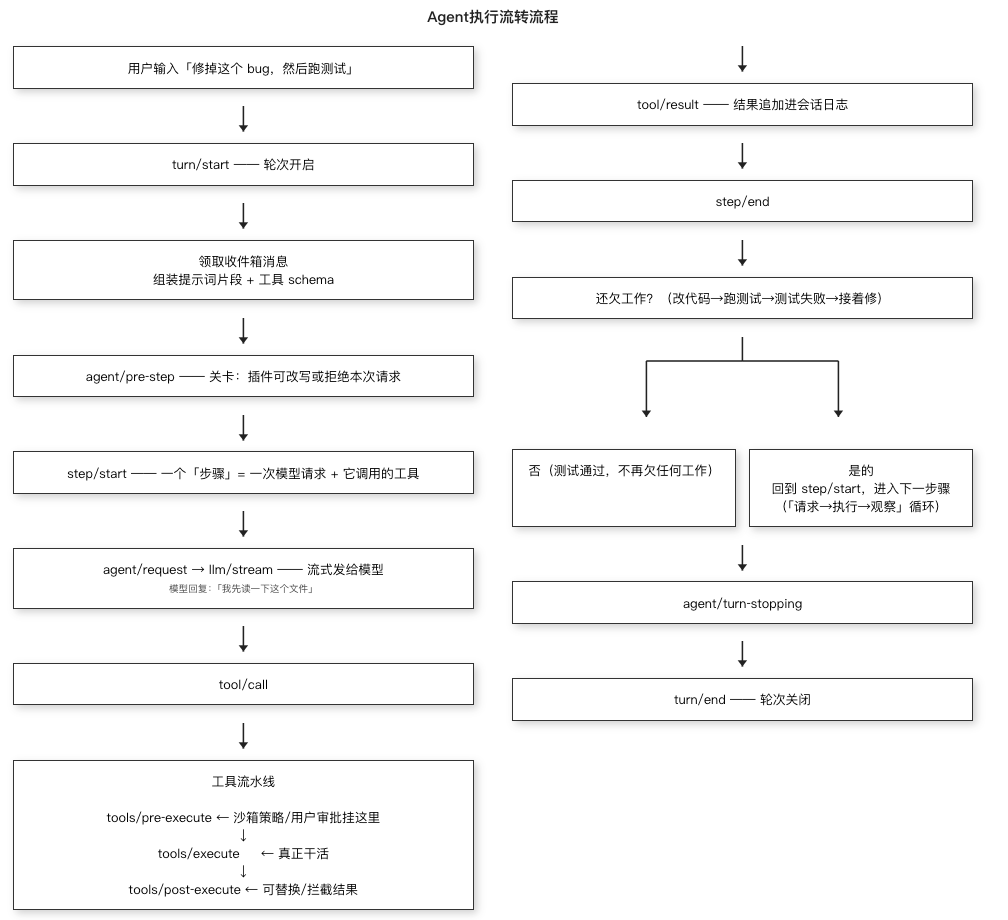 Agent执行流转流程
用户输入「修掉这个 bug，然后跑测试」
turn/start —— 轮次开启
领取收件箱消息
组装提示词片段 + 工具 schema
agent/pre-step —— 关卡：插件可改写或拒绝本次请求
step/start —— 一个「步骤」= 一次模型请求 + 它调用的工具
agent/request → llm/stream —— 流式发给模型
模型回复：「我先读一下这个文件」
tool/call
工具流水线
tools/pre-execute ← 沙箱策略/用户审批挂这里
↓
tools/execute ← 真正干活
↓
tools/post-execute ← 可替换/拦截结果
tool/result —— 结果追加进会话日志
step/end
还欠工作？（改代码→跑测试→测试失败→接着修）
否（测试通过，不再欠任何工作）
是的
回到 step/start，进入下一步骤
（「请求→执行→观察」循环）
agent/turn-stopping
turn/end —— 轮次关闭